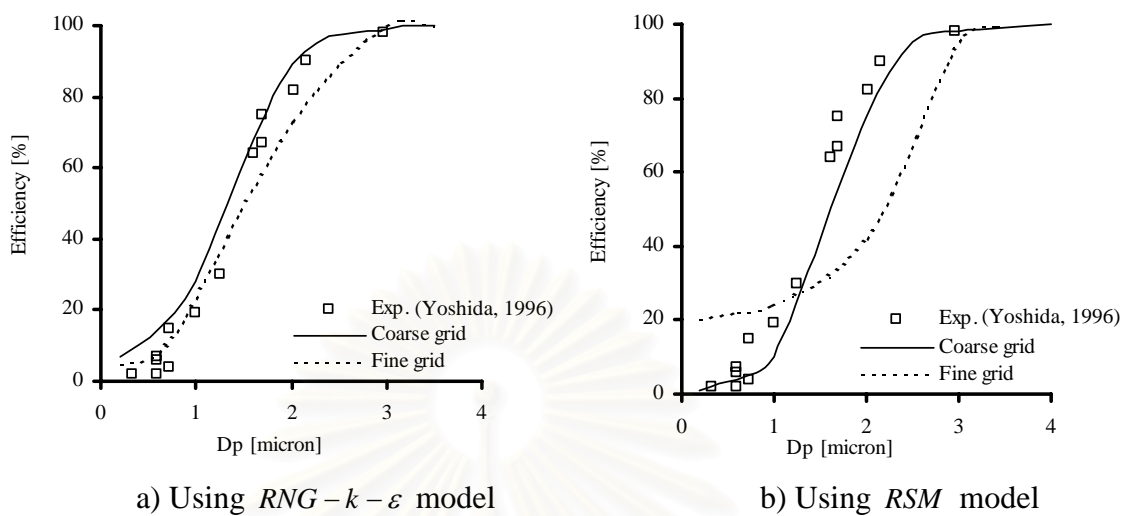 100
80
60
40
20
0
Efficiency [%]
0 1 2 3 4
Dp [micron]
Exp. (Yoshida, 1996)
Coarse grid
Fine grid
a) Using RNG – k – ε model
100
80
60
40
20
0
Efficiency [%]
0 1 2 3 4
Dp [micron]
Exp. (Yoshida, 1996)
Coarse grid
Fine grid
b) Using RSM model